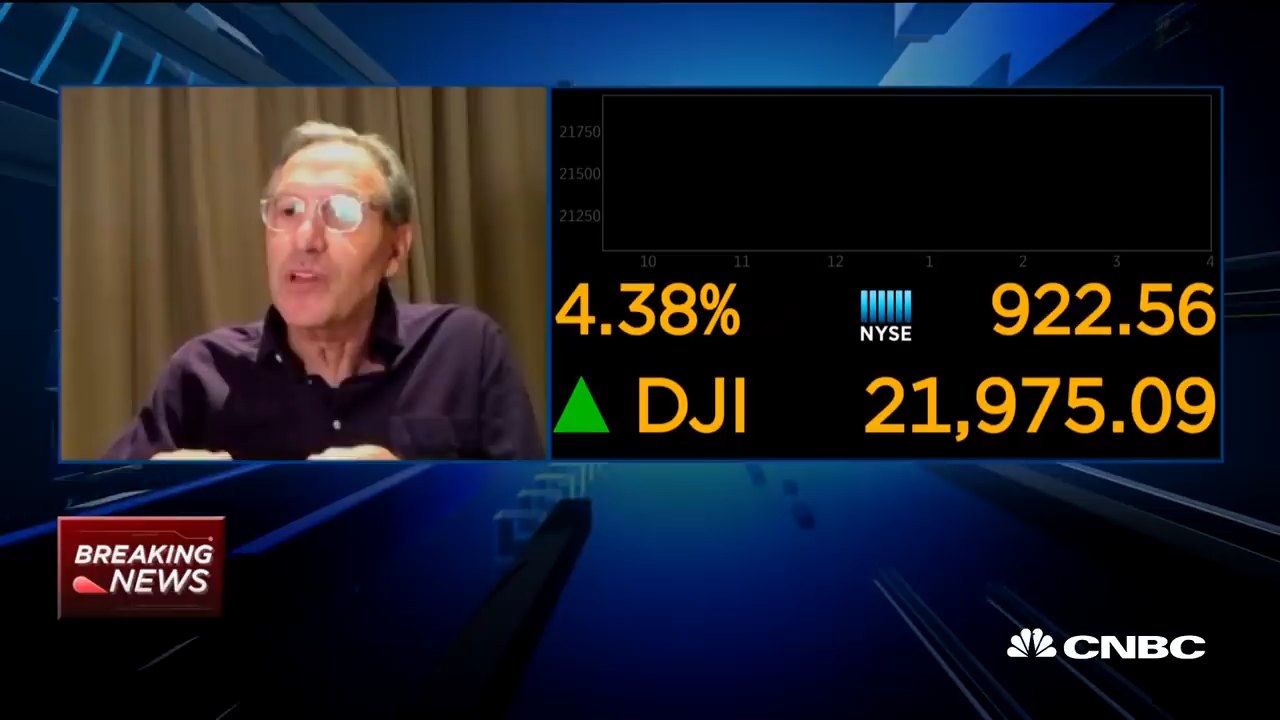 21750
21500
21250
10 11 12 1 2 3 4
4.38% NYSE 922.56
DJI 21,975.09
BREAKING
NEWS
CNBC